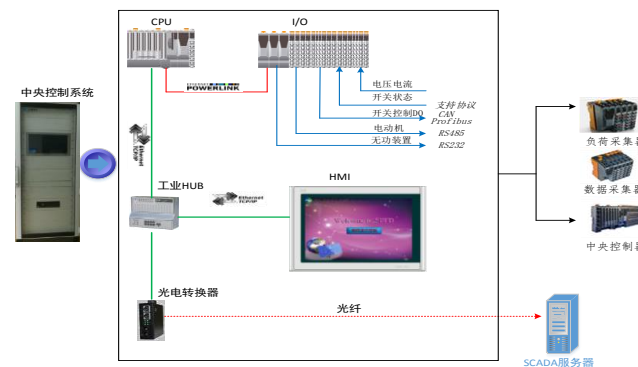 CPU
I/O
ETHERNET
POWERLINK
中央控制系统
电压电流
开关状态
开关控制DO
电动机
无功装置
支持协议
CAN
Profibus
RS485
RS232
Ethernet
TCP/IP
工业HUB
Ethernet
TCP/IP
HMI
光电转换器
光纤
负荷采集器
数据采集器
中央控制器
SCADA服务器